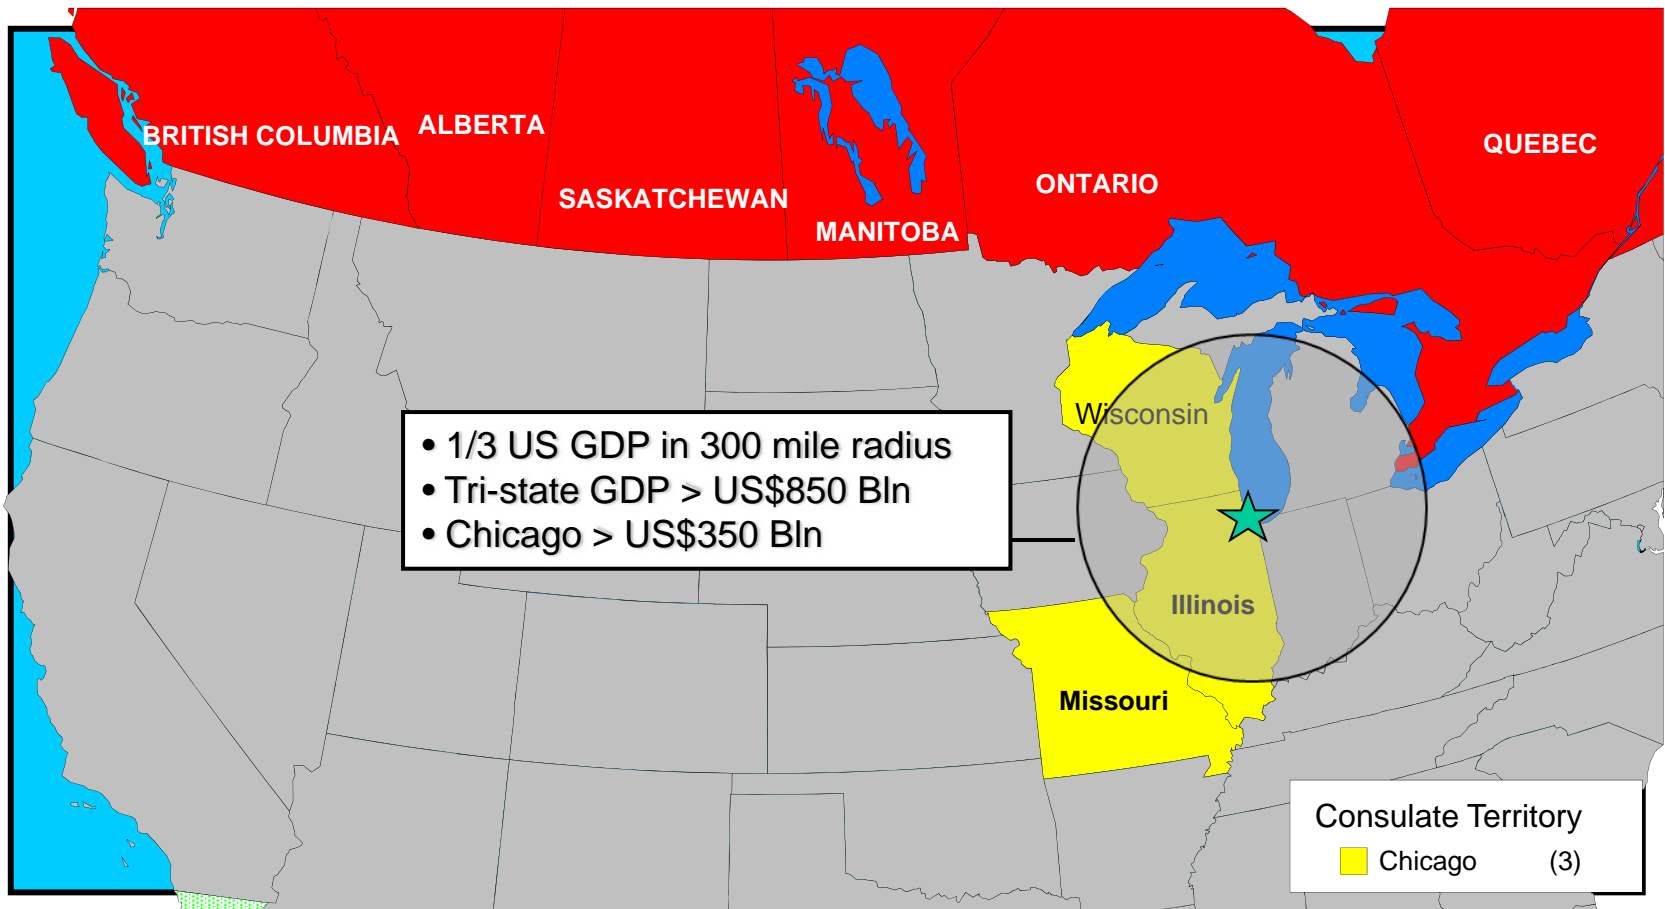 BRITISH COLUMBIA
ALBERTA
SASKATCHEWAN
MANITOBA
ONTARIO
QUEBEC
Wisconsin
• 1/3 US GDP in 300 mile radius
• Tri-state GDP > US$850 Bln
• Chicago > US$350 Bln
Illinois
Missouri
Consulate Territory
Chicago (3)